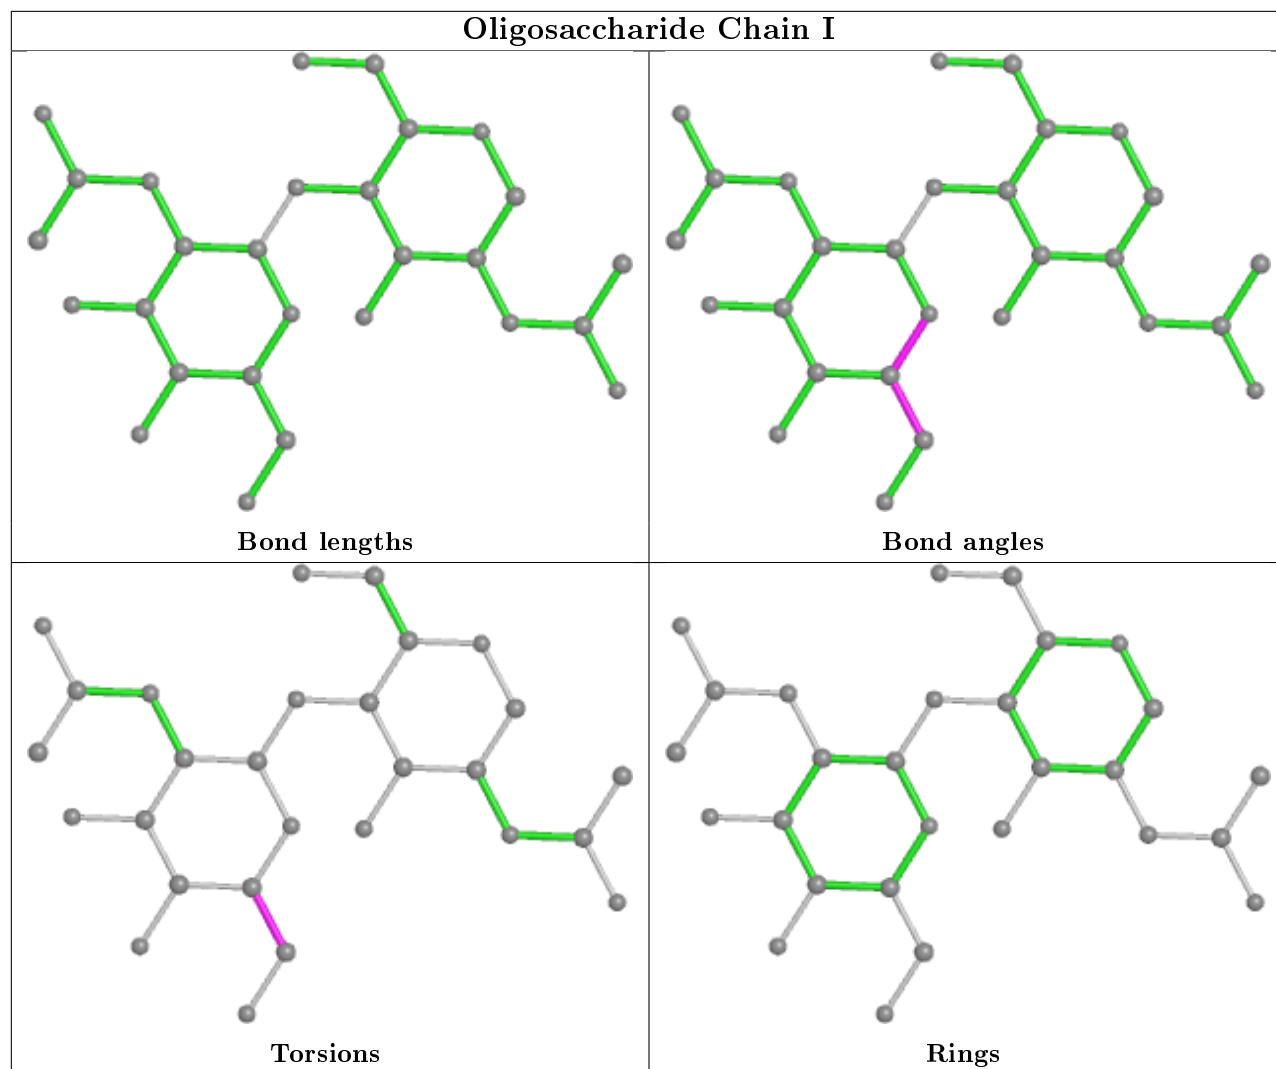 Oligosaccharide Chain I
Bond lengths
Bond angles
Torsions
Rings